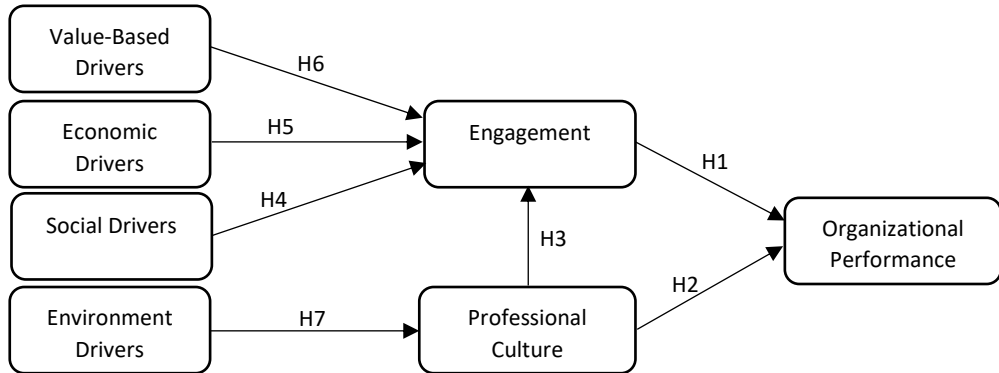 Value-Based
Drivers
H6
Economic
Drivers
H5
Engagement
H1
Social Drivers
H4
H3
Organizational
Performance
H2
Environment
Drivers
H7
Professional
Culture